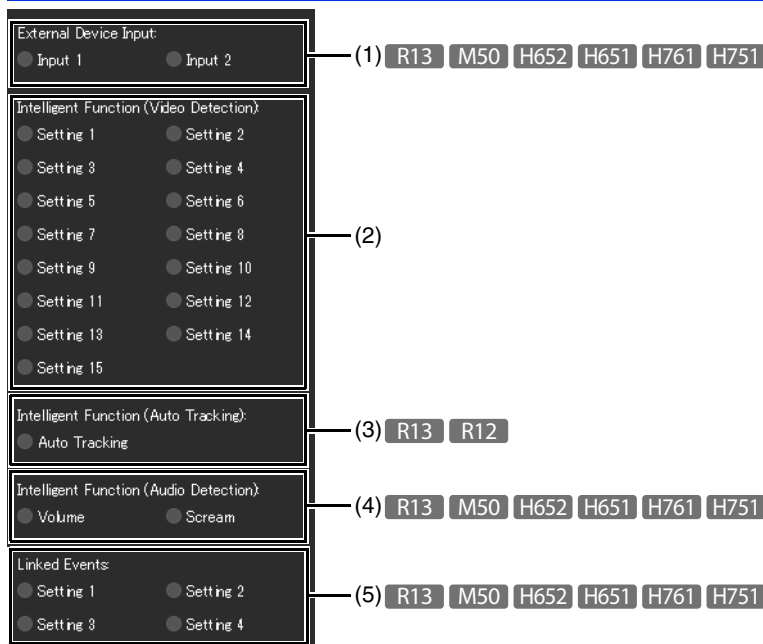 External Device Input:
Input 1 Input 2
(1) R13 M50 H652 H651 H761 H751
Intelligent Function (Video Detection):
Setting 1 Setting 2
Setting 3 Setting 4
Setting 5 Setting 6
Setting 7 Setting 8
(2)
Setting 9 Setting 10
Setting 11 Setting 12
Setting 13 Setting 14
Setting 15
Intelligent Function (Auto Tracking):
Auto Tracking
(3) R13 R12
Intelligent Function (Audio Detection):
Volume Scream
(4) R13 M50 H652 H651 H761 H751
Linked Events:
Setting 1 Setting 2
(5) R13 M50 H652 H651 H761 H751
Setting 3 Setting 4